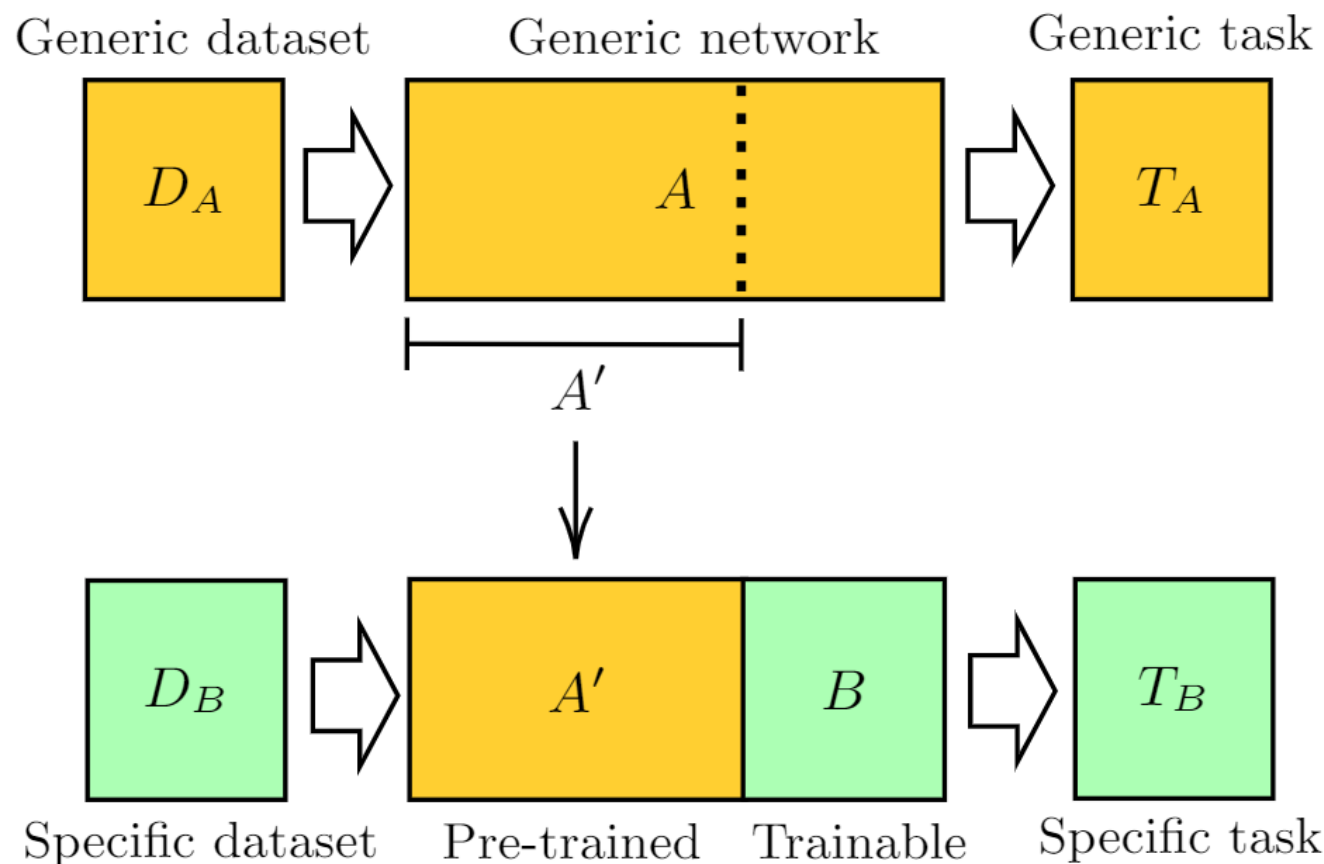 Generic dataset
Generic network
Generic task
D_A
A
T_A
A′
D_B
A′
B
T_B
Specific dataset
Pre-trained
Trainable
Specific task